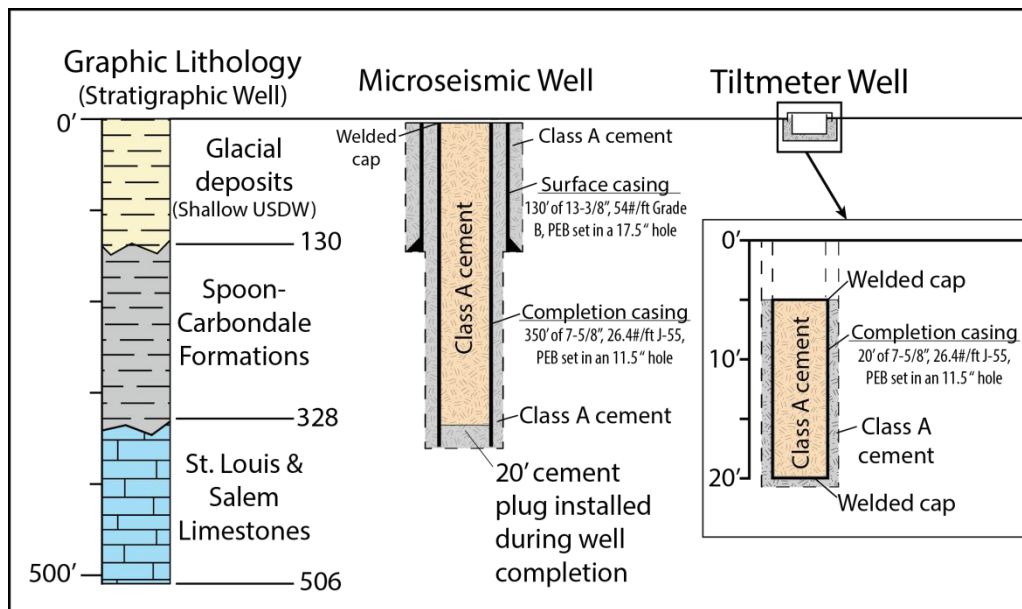 Graphic Lithology
(Stratigraphic Well)
0'
Glacial
deposits
(Shallow USDW)
130
Spoon-
Carbondale
Formations
328
St. Louis &
Salem
Limestones
500'
506
Microseismic Well
Welded
cap
Class A cement
Surface casing
130' of 13-3/8", 54#/ft Grade
B, PEB set in a 17.5" hole
Class A cement
Completion casing
350' of 7-5/8", 26.4#/ft J-55,
PEB set in an 11.5" hole
Class A cement
20' cement
plug installed
during well
completion
Tiltmeter Well
0'
Welded cap
10'
Completion casing
20' of 7-5/8", 26.4#/ft J-55,
PEB set in an 11.5" hole
Class A cement
Class A
cement
20'
Welded cap